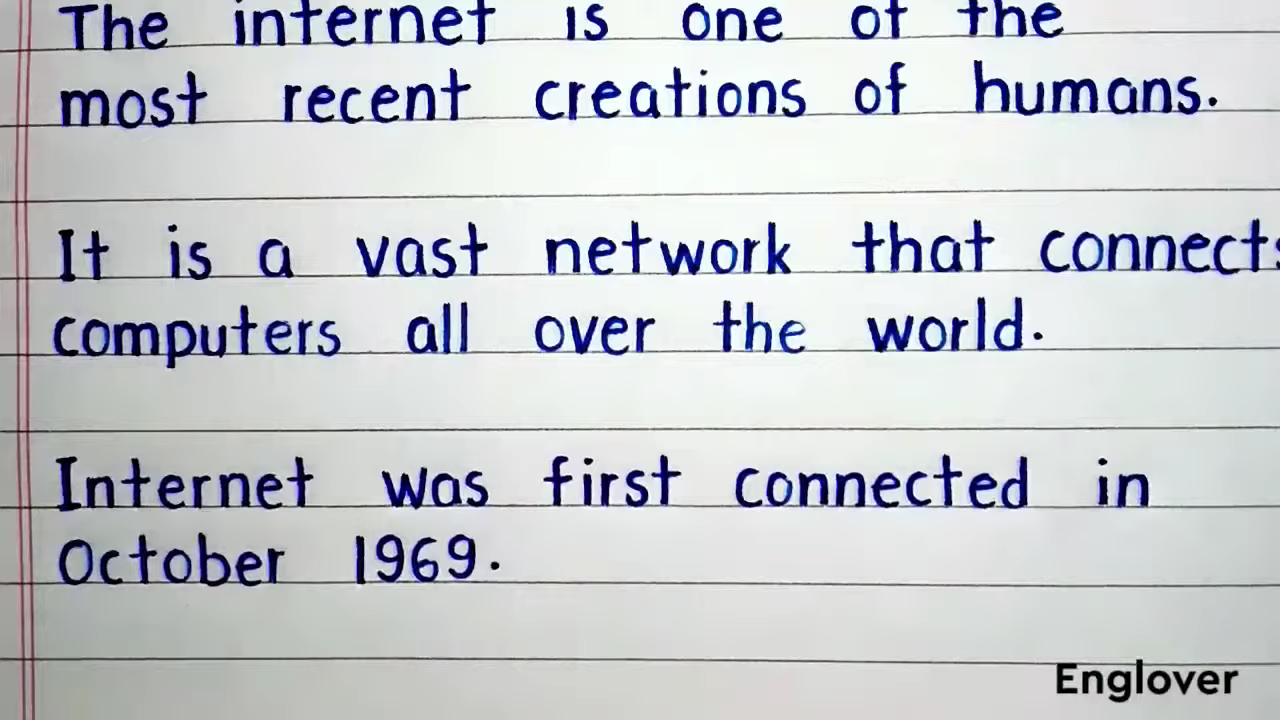 The internet is one of the
most recent creations of humans.
It is a vast network that connects
computers all over the world.
Internet was first connected in
October 1969.
Englover